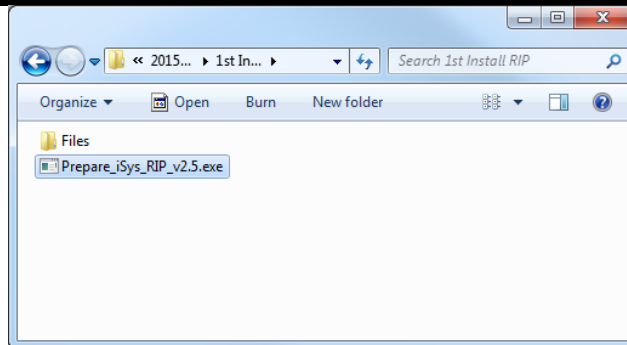 « 2015... ▸ 1st In... ▸ Search 1st Install RIP
Organize ▾ Open Burn New folder
Files
Prepare_iSys_RIP_v2.5.exe